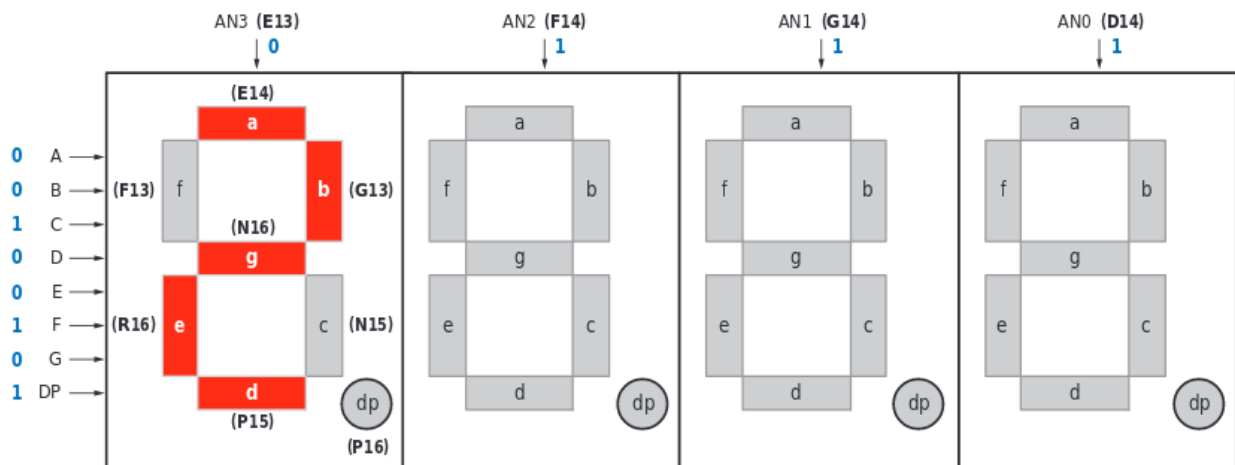 AN3 (E13)
0
AN2 (F14)
1
AN1 (G14)
1
AN0 (D14)
1
0 A
0 B
1 C
0 D
0 E
1 F
0 G
1 DP
(E14)
a
(F13) f
b (G13)
(N16)
g
(R16) e
c (N15)
d
(P15)
dp
(P16)
a
f b
g
e c
d
dp
a
f b
g
e c
d
dp
a
f b
g
e c
d
dp